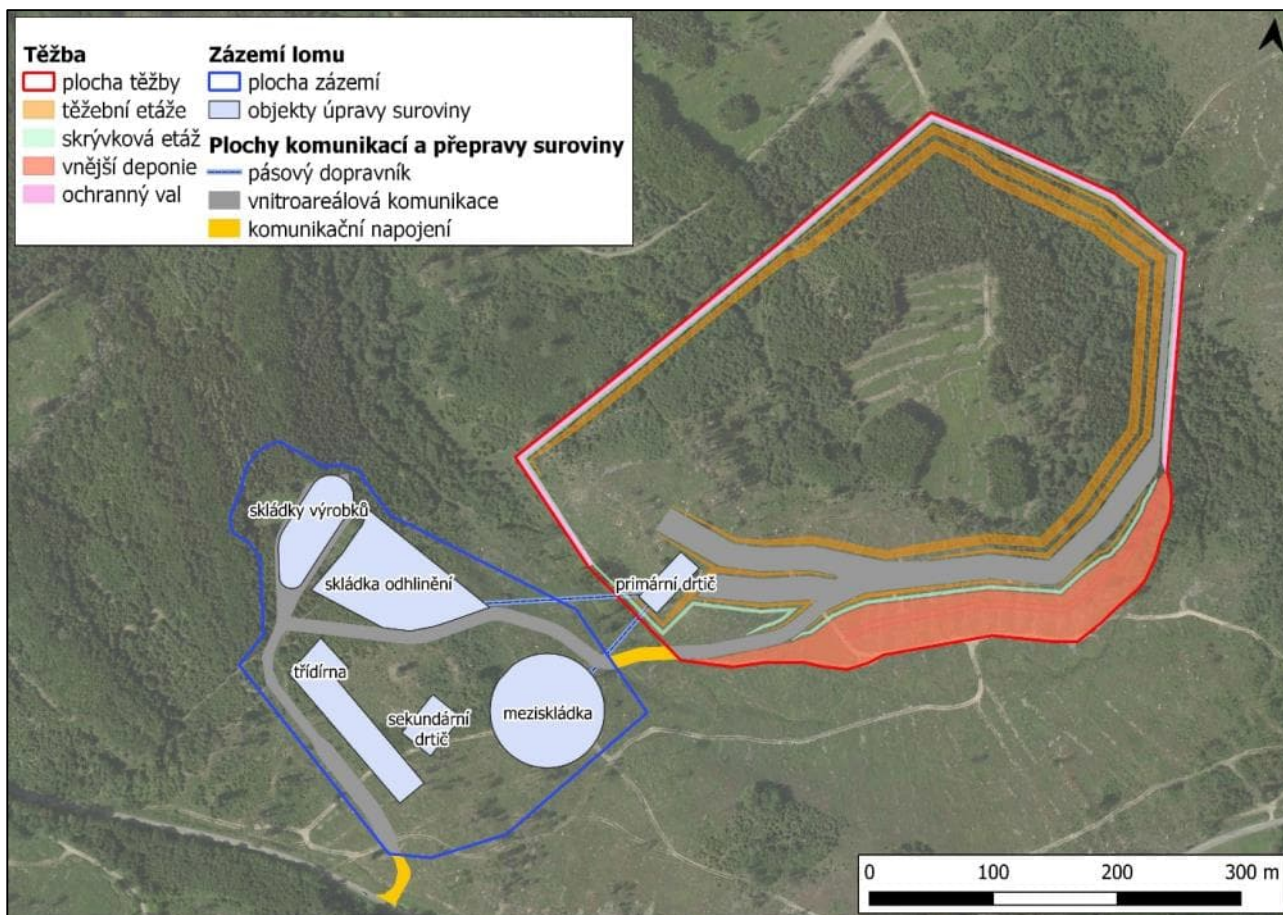 Těžba
plocha těžby
těžební etáže
skrývková etáž
vnější deponie
ochranný val
Zázemí lomu
plocha zázemí
objekty úpravy suroviny
Plochy komunikací a přepravy suroviny
pásový dopravník
vnitroareálová komunikace
komunikační napojení
skládky výrobků
skládka odhlinění
primární drtič
třídírna
sekundární
drtič
meziskládka
0 100 200 300 m